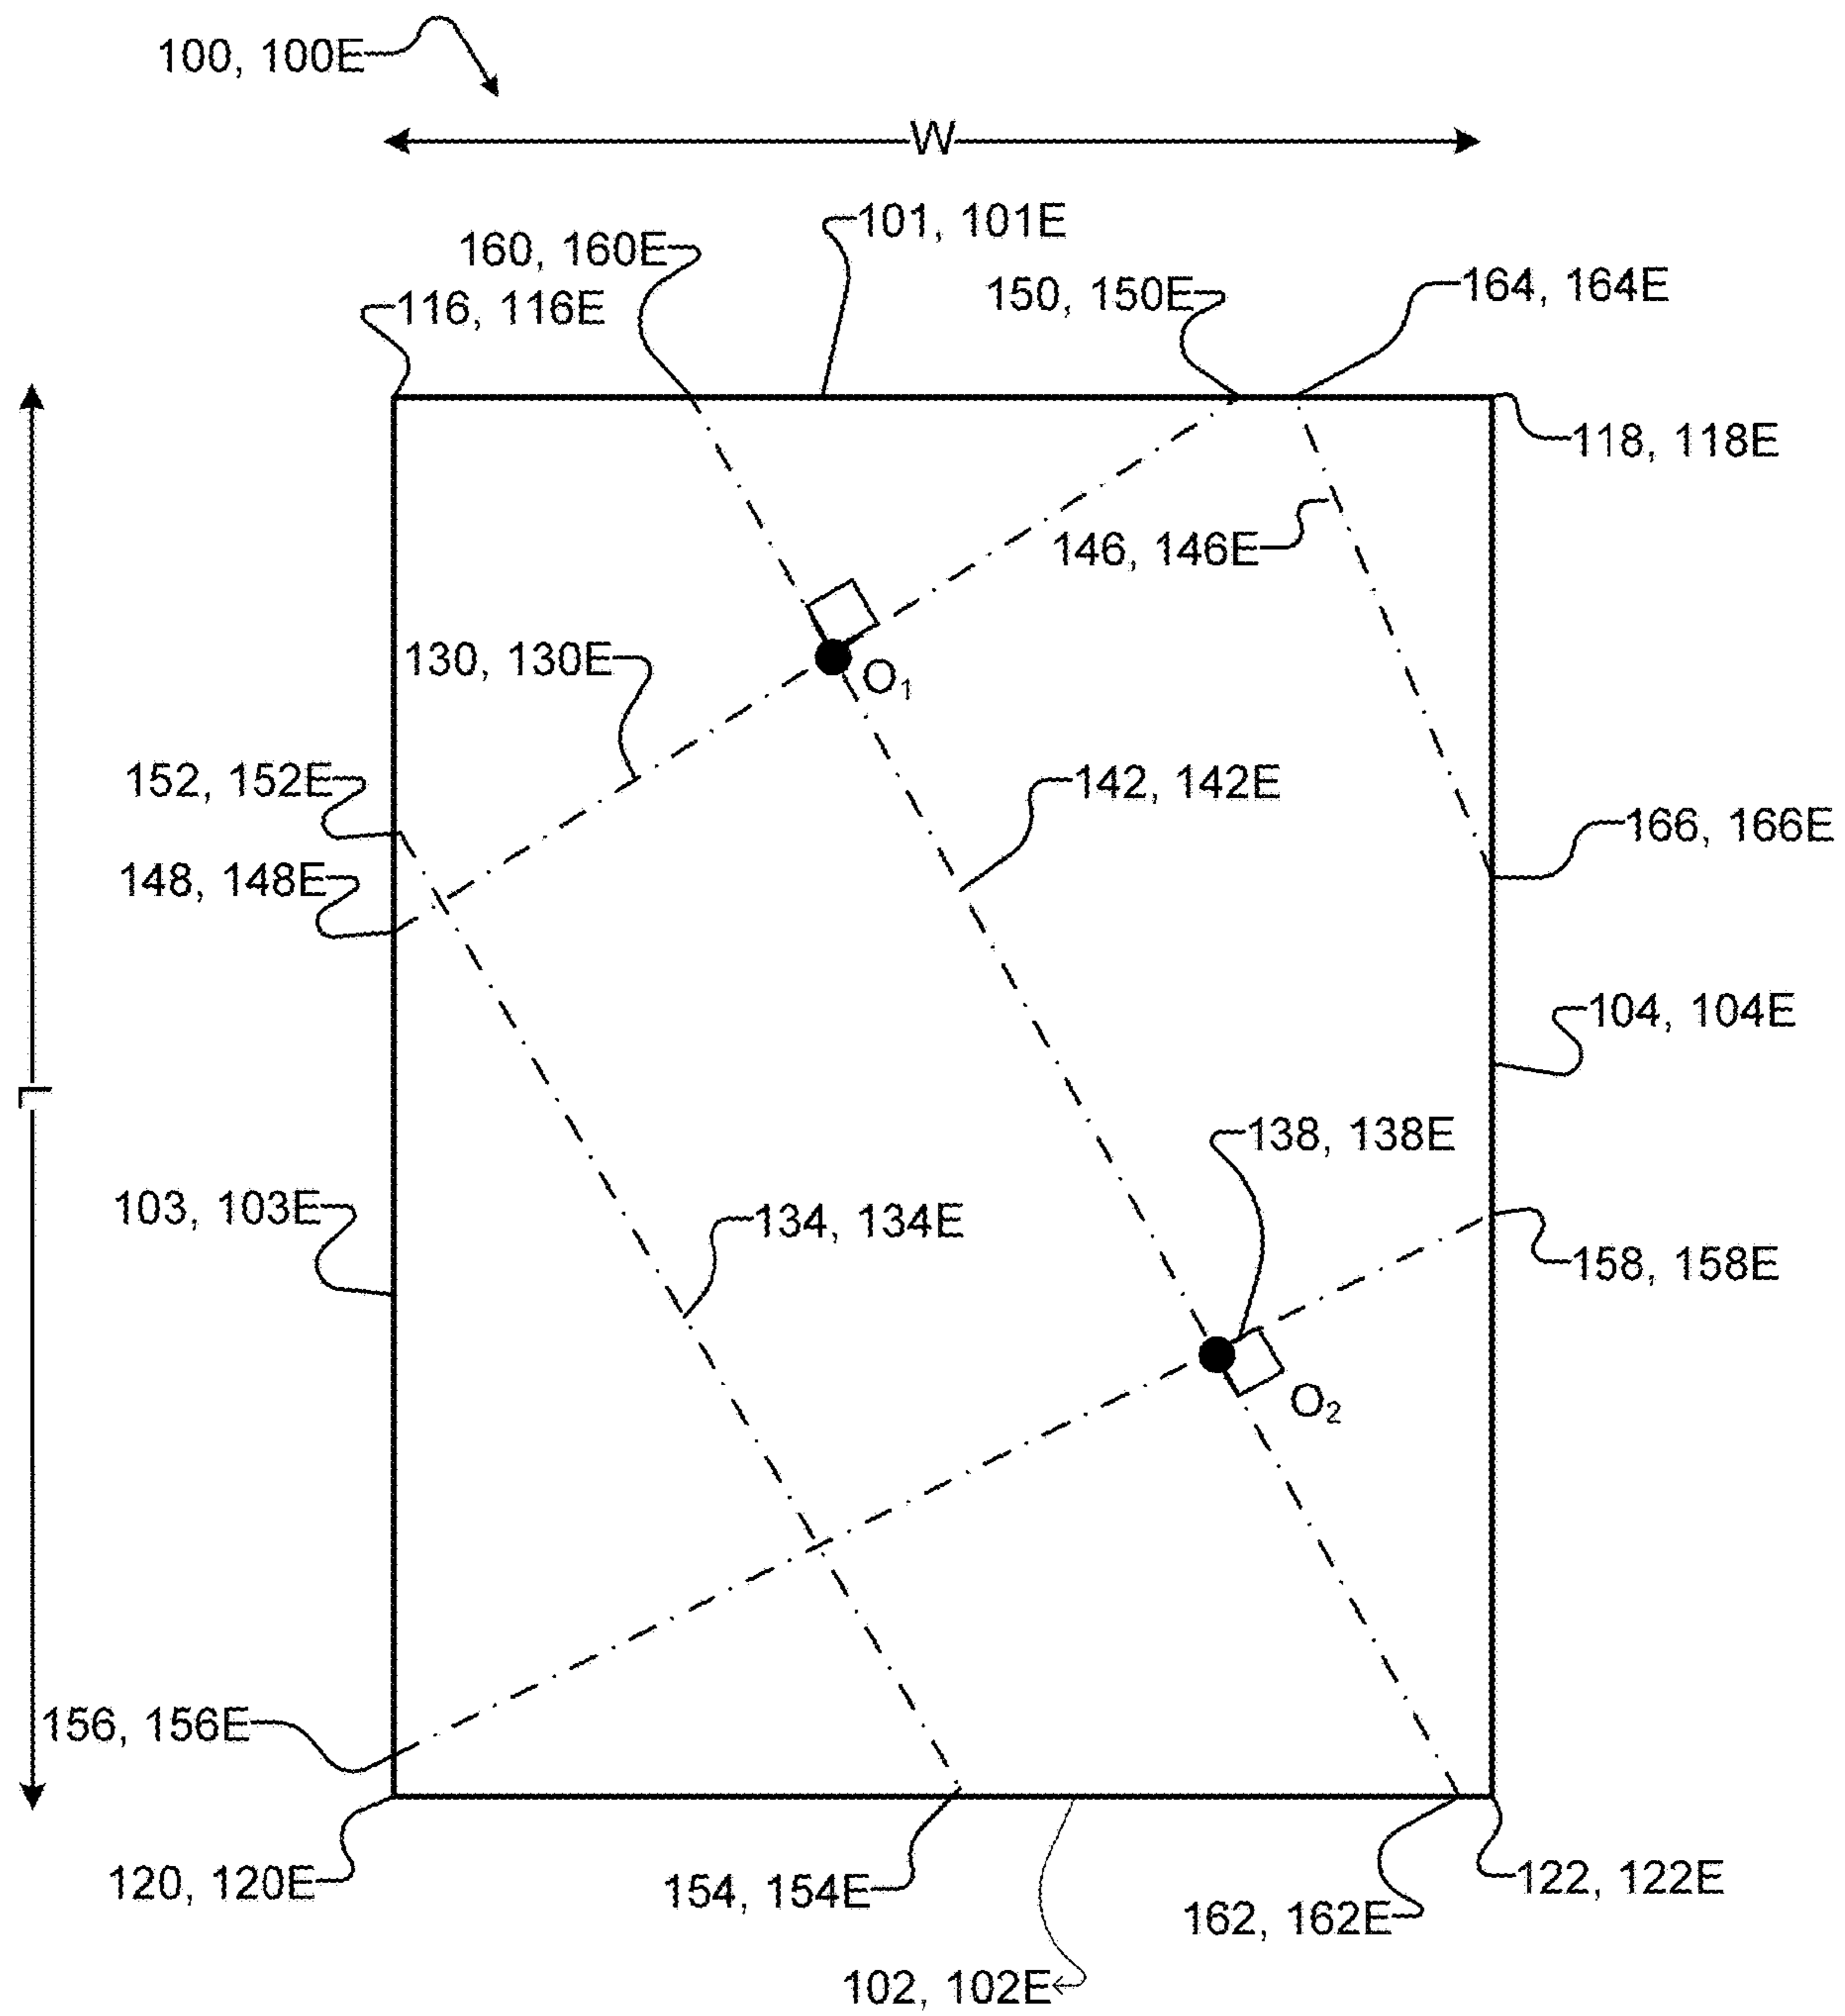 100, 100E
W
101, 101E
160, 160E
150, 150E
164, 164E
116, 116E
118, 118E
146, 146E
130, 130E
O1
152, 152E
142, 142E
166, 166E
148, 148E
104, 104E
L
138, 138E
103, 103E
134, 134E
158, 158E
O2
156, 156E
120, 120E
154, 154E
122, 122E
162, 162E
102, 102E